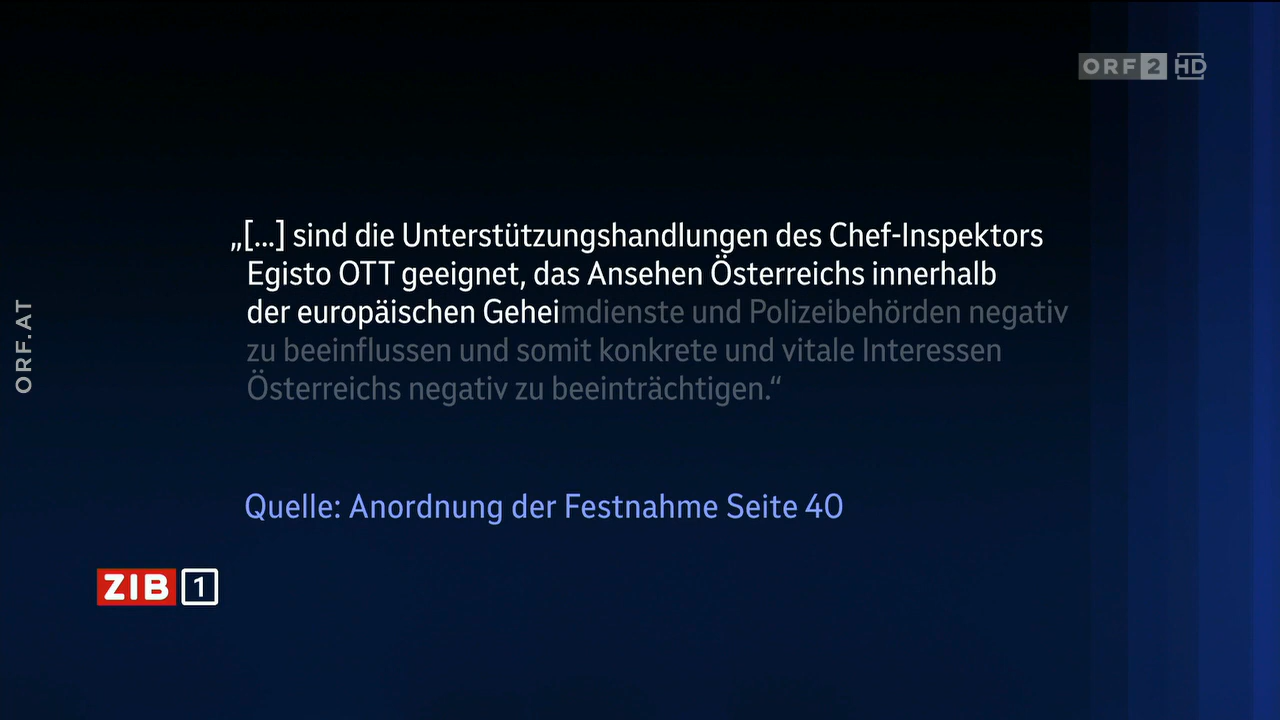 ORF 2 HD
„[...] sind die Unterstützungshandlungen des Chef-Inspektors
Egisto OTT geeignet, das Ansehen Österreichs innerhalb
der europäischen Geheimdienste und Polizeibehörden negativ
zu beeinflussen und somit konkrete und vitale Interessen
Österreichs negativ zu beeinträchtigen.“
Quelle: Anordnung der Festnahme Seite 40
ZIB 1
ORF.AT